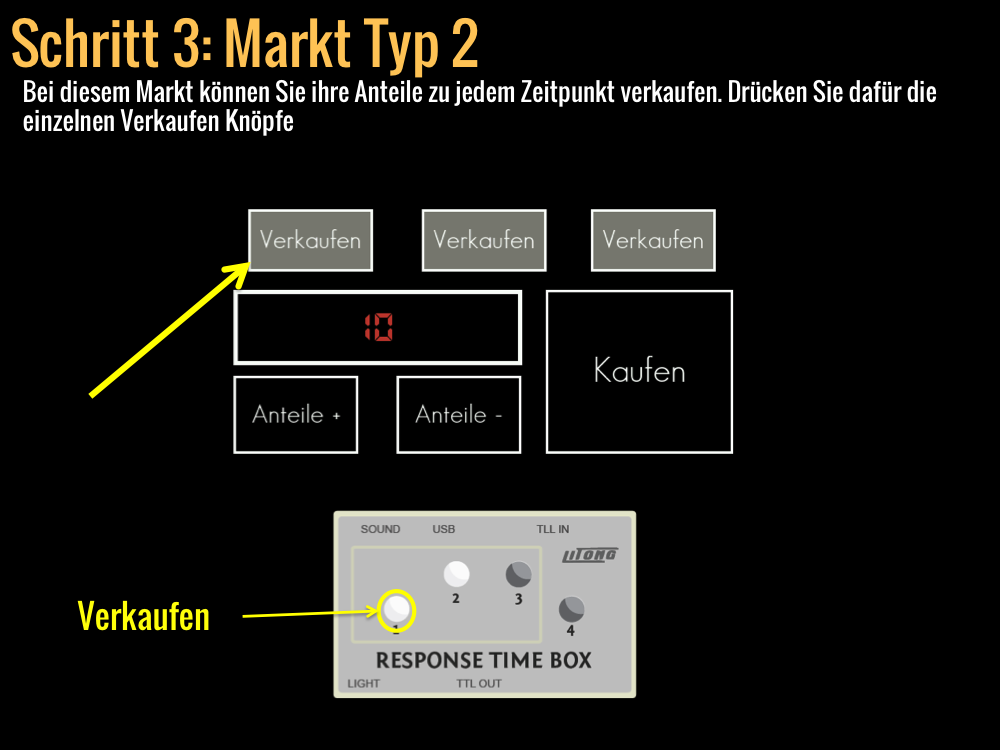 Schritt 3: Markt Typ 2
Bei diesem Markt können Sie ihre Anteile zu jedem Zeitpunkt verkaufen. Drücken Sie dafür die
einzelnen Verkaufen Knöpfe
Verkaufen Verkaufen Verkaufen
10
Kaufen
Anteile + Anteile -
SOUND USB TLL IN
LITONG
2 3
Verkaufen
1 4
RESPONSE TIME BOX
LIGHT TTL OUT